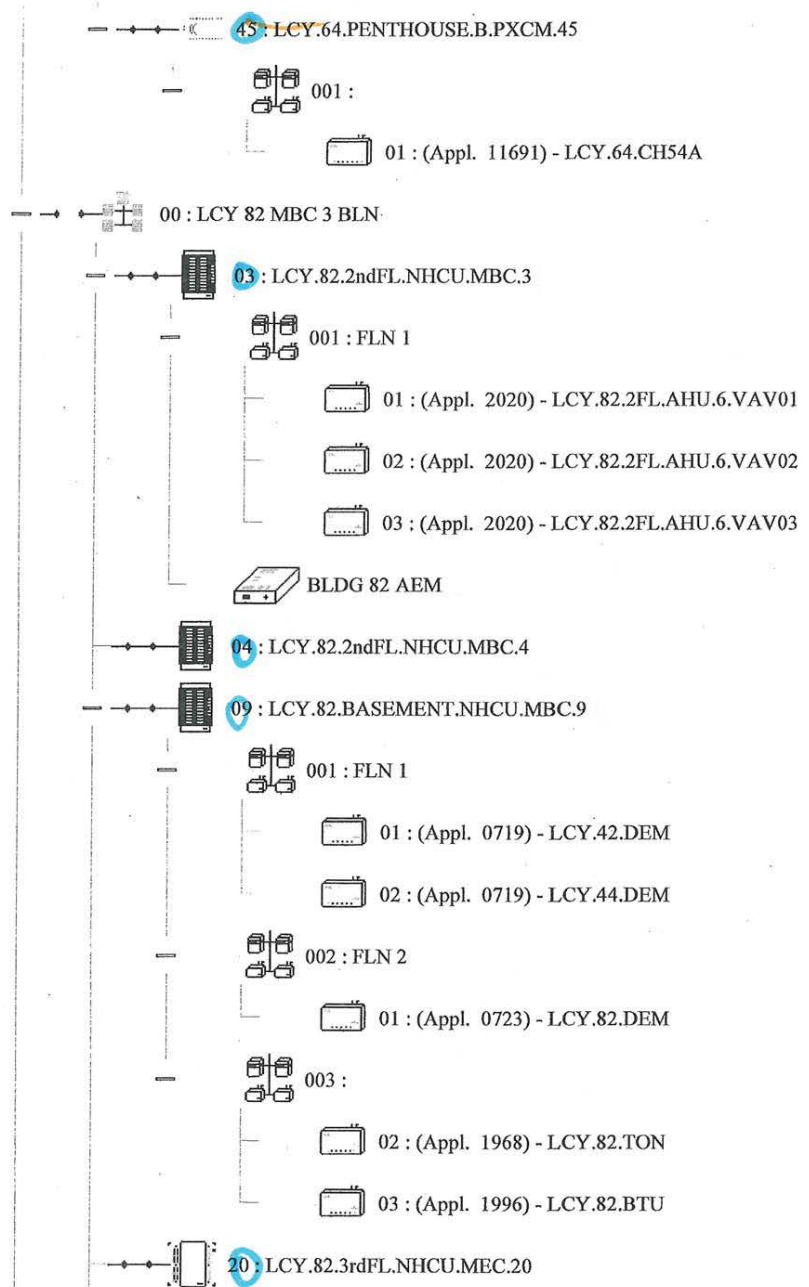 45 : LCY.64.PENTHOUSE.B.PXCM.45
001 :
01 : (Appl. 11691) - LCY.64.CH54A
00 : LCY 82 MBC 3 BLN
03 : LCY.82.2ndFL.NHCU.MBC.3
001 : FLN 1
01 : (Appl. 2020) - LCY.82.2FL.AHU.6.VAV01
02 : (Appl. 2020) - LCY.82.2FL.AHU.6.VAV02
03 : (Appl. 2020) - LCY.82.2FL.AHU.6.VAV03
BLDG 82 AEM
04 : LCY.82.2ndFL.NHCU.MBC.4
09 : LCY.82.BASEMENT.NHCU.MBC.9
001 : FLN 1
01 : (Appl. 0719) - LCY.42.DEM
02 : (Appl. 0719) - LCY.44.DEM
002 : FLN 2
01 : (Appl. 0723) - LCY.82.DEM
003 :
02 : (Appl. 1968) - LCY.82.TON
03 : (Appl. 1996) - LCY.82.BTU
20 : LCY.82.3rdFL.NHCU.MEC.20